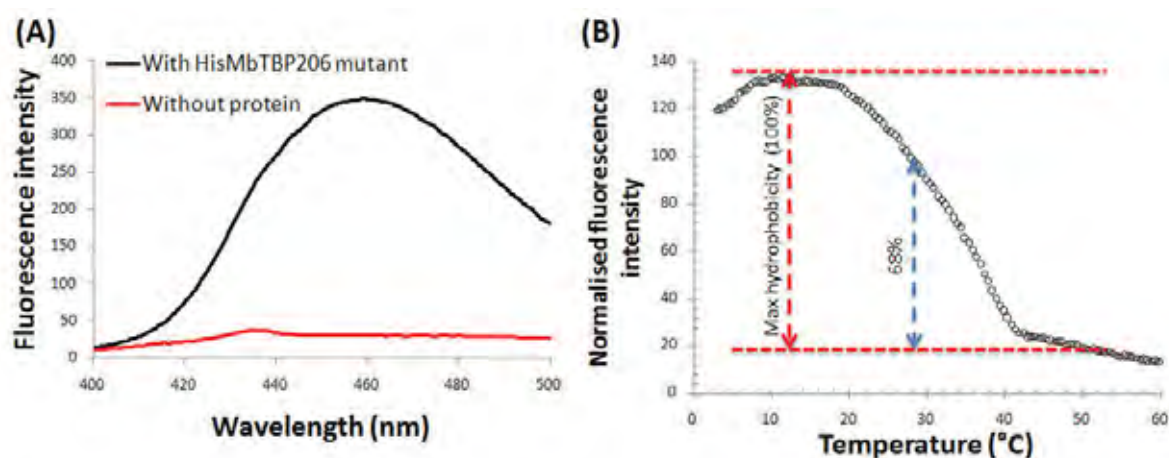 (A)
With HisMbTBP206 mutant
Without protein
Fluorescence intensity
400
350
300
250
200
150
100
50
0
400 420 440 460 480 500
Wavelength (nm)
(B)
Normalised fluorescence
intensity
140
120
100
80
60
40
20
0
Max hydrophobicity (100%)
68%
0 10 20 30 40 50 60
Temperature (°C)